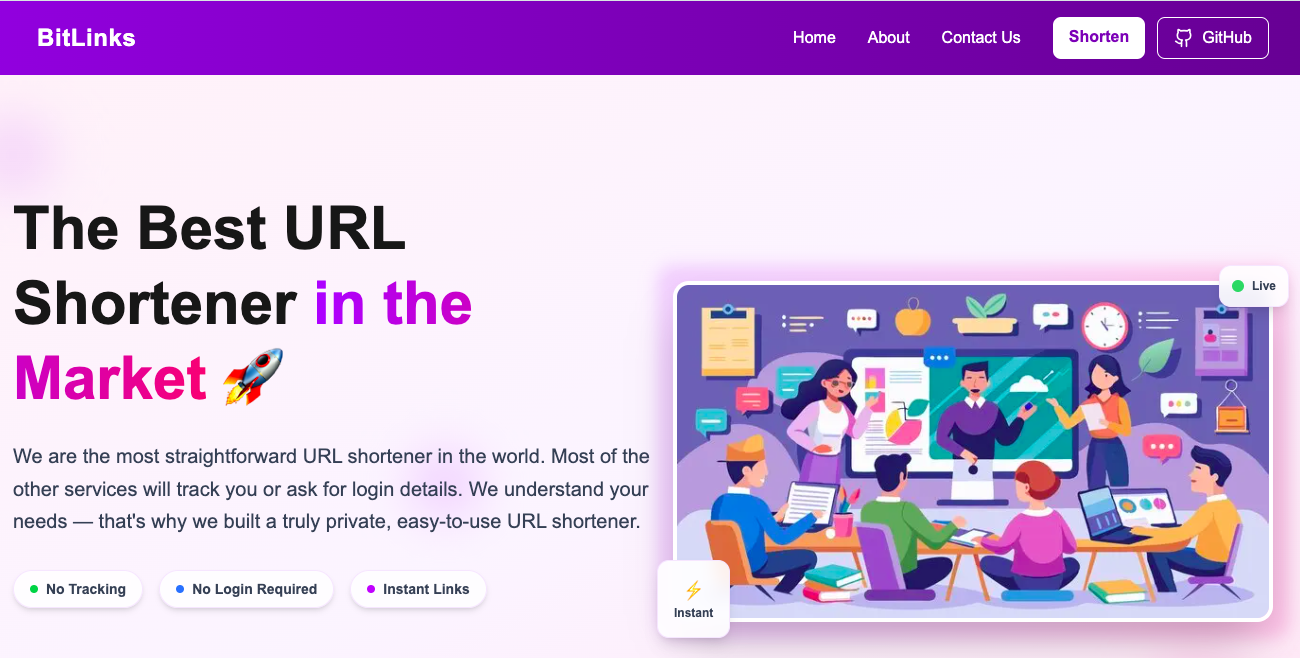 BitLinks
Home
About
Contact Us
Shorten
GitHub
The Best URL
Shortener in the
Market 🚀
We are the most straightforward URL shortener in the world. Most of the
other services will track you or ask for login details. We understand your
needs — that's why we built a truly private, easy-to-use URL shortener.
No Tracking
No Login Required
Instant Links
Live
Instant